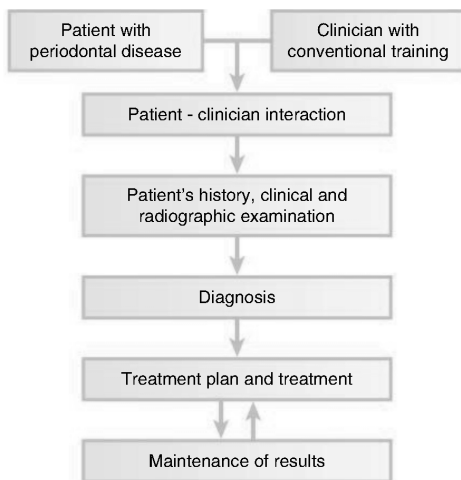 Patient with
periodontal disease
Clinician with
conventional training
Patient - clinician interaction
Patient's history, clinical and
radiographic examination
Diagnosis
Treatment plan and treatment
Maintenance of results